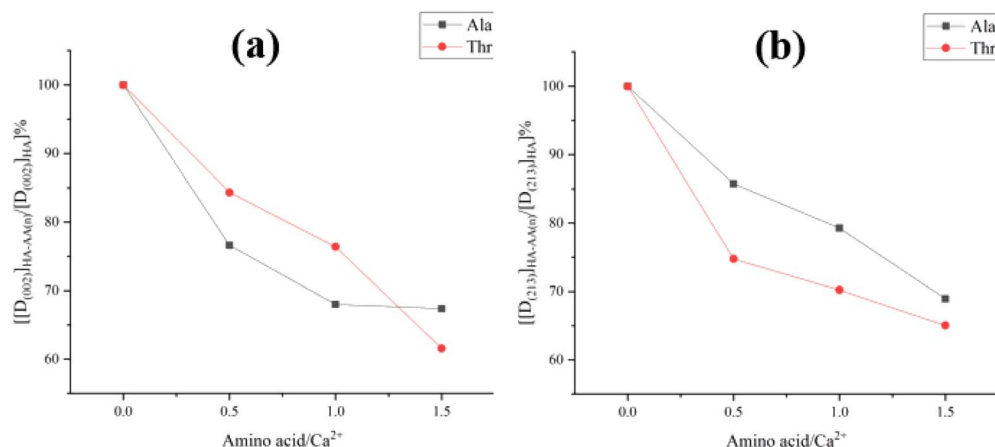 (a)
Ala
Thr
[[D(002)]HA-AA(n)/[D(002)]HA]%
100
90
80
70
60
0.0 0.5 1.0 1.5
Amino acid/Ca²⁺
(b)
Ala
Thr
[[D(213)]HA-AA(n)/[D(213)]HA]%
100
90
80
70
60
0.0 0.5 1.0 1.5
Amino acid/Ca²⁺